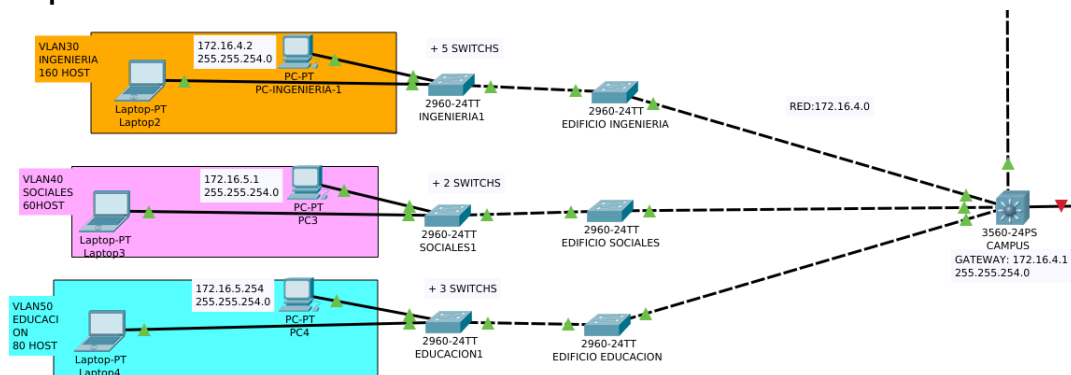 VLAN30
INGENIERIA
160 HOST
172.16.4.2
255.255.254.0
PC-PT
PC-INGENIERIA-1
Laptop-PT
Laptop2
+ 5 SWITCHS
2960-24TT
INGENIERIA1
2960-24TT
EDIFICIO INGENIERIA
RED:172.16.4.0
VLAN40
SOCIALES
60HOST
172.16.5.1
255.255.254.0
PC-PT
PC3
Laptop-PT
Laptop3
+ 2 SWITCHS
2960-24TT
SOCIALES1
2960-24TT
EDIFICIO SOCIALES
3560-24PS
CAMPUS
GATEWAY: 172.16.4.1
255.255.254.0
VLAN50
EDUCACI
ON
80 HOST
172.16.5.254
255.255.254.0
PC-PT
PC4
Laptop-PT
Laptop4
+ 3 SWITCHS
2960-24TT
EDUCACION1
2960-24TT
EDIFICIO EDUCACION